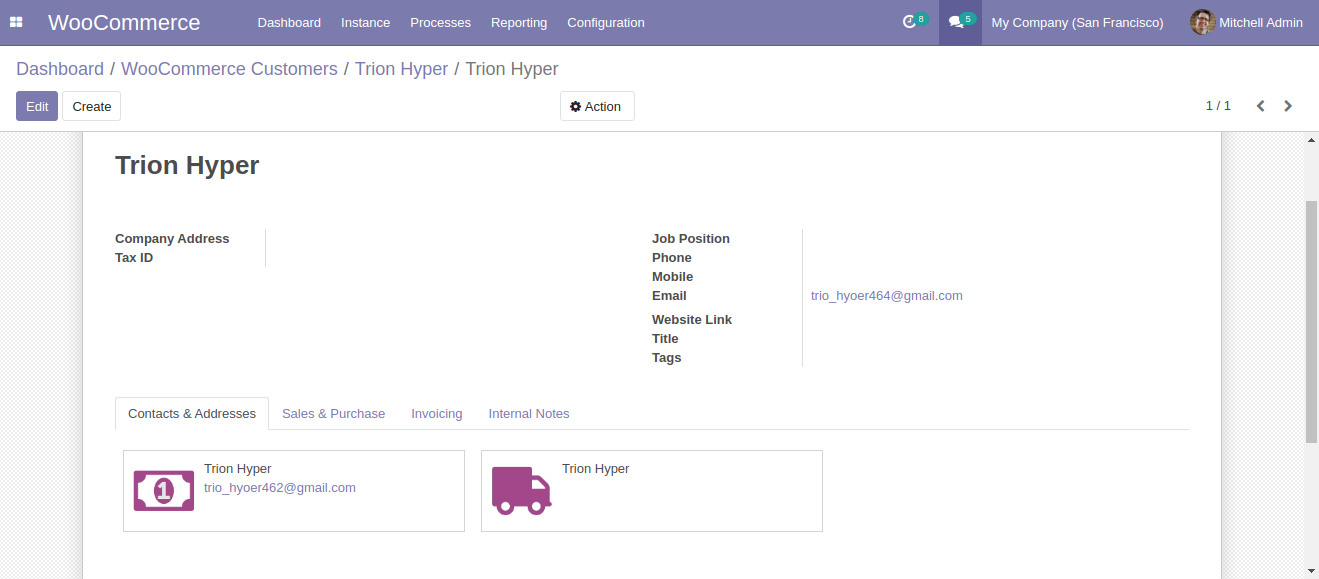 WooCommerce Dashboard Instance Processes Reporting Configuration 8 5 My Company (San Francisco) Mitchell Admin
Dashboard / WooCommerce Customers / Trion Hyper / Trion Hyper
Edit Create Action 1 / 1
Trion Hyper
Company Address
Tax ID
Job Position
Phone
Mobile
Email trio_hyoer464@gmail.com
Website Link
Title
Tags
Contacts & Addresses Sales & Purchase Invoicing Internal Notes
1
Trion Hyper
trio_hyoer462@gmail.com
Trion Hyper